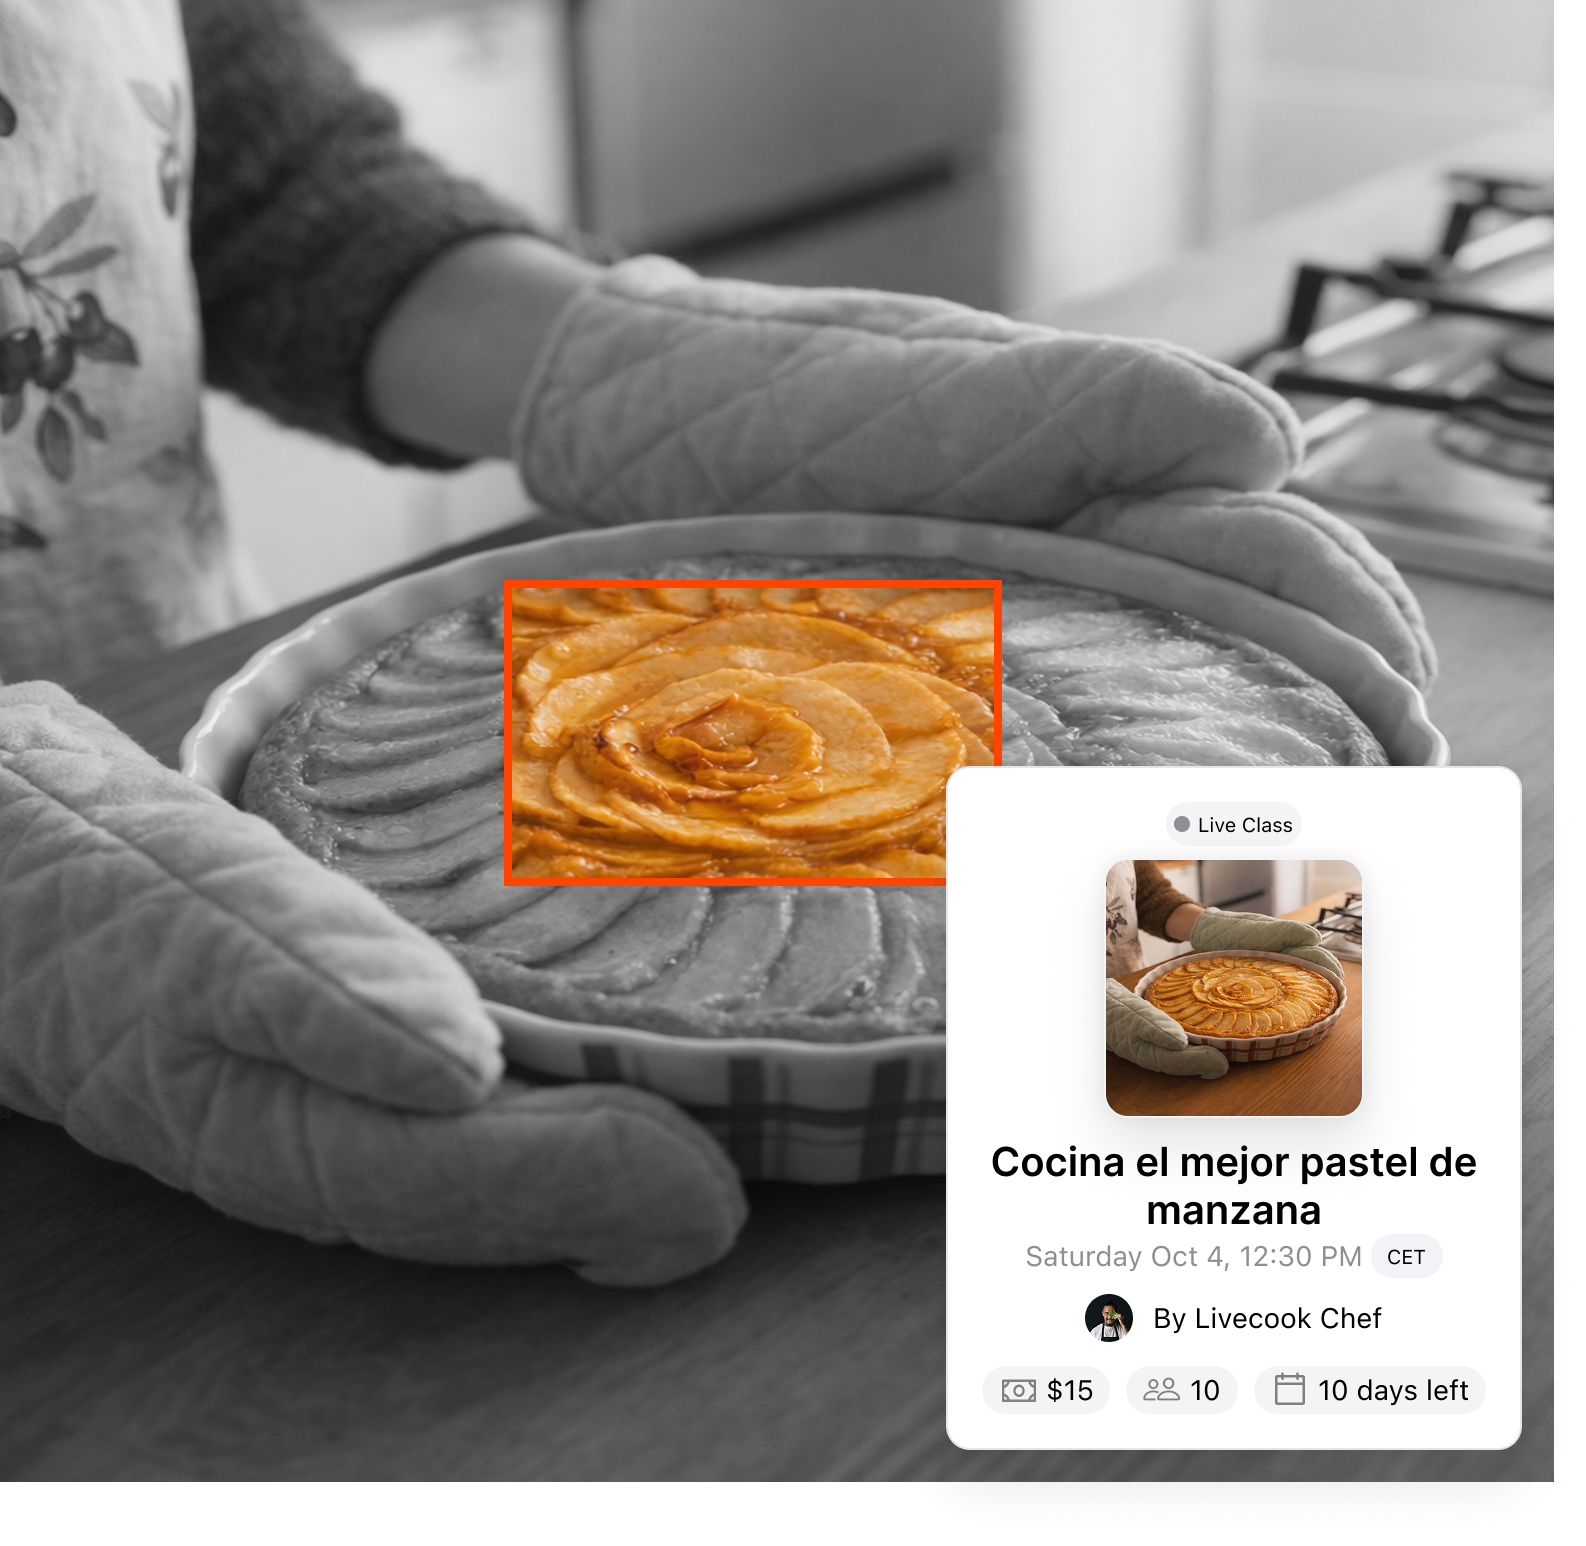 Live Class
Cocina el mejor pastel de
manzana
Saturday Oct 4, 12:30 PM CET
By Livecook Chef
$15 10 10 days left